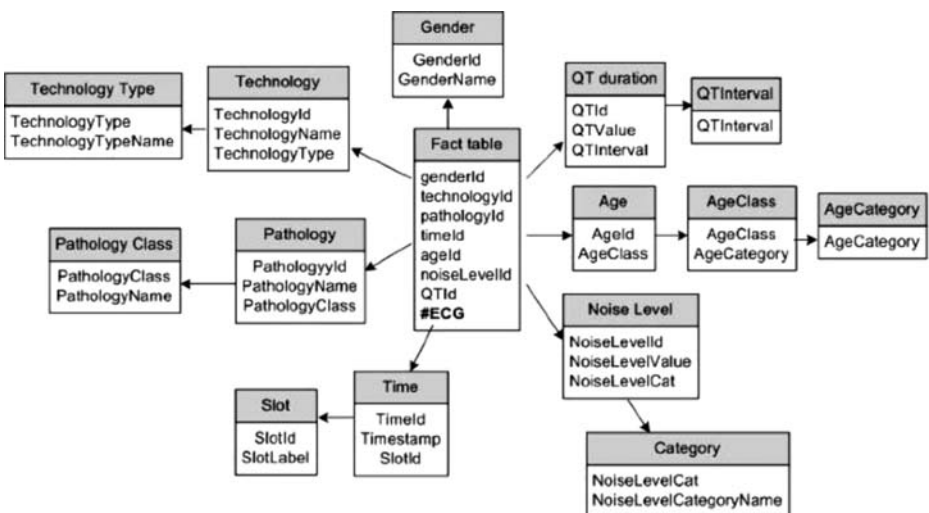 Gender
GenderId
GenderName
Technology Type
TechnologyType
TechnologyTypeName
Technology
TechnologyId
TechnologyName
TechnologyType
Fact table
genderId
technologyId
pathologyId
timeId
ageId
noiseLevelId
QTId
#ECG
QT duration
QTId
QTValue
QTInterval
QTInterval
QTInterval
Age
AgeId
AgeClass
AgeClass
AgeClass
AgeCategory
AgeCategory
AgeCategory
Pathology Class
PathologyClass
PathologyName
Pathology
PathologyyId
PathologyName
PathologyClass
Noise Level
NoiseLevelId
NoiseLevelValue
NoiseLevelCat
Slot
SlotId
SlotLabel
Time
TimeId
Timestamp
SlotId
Category
NoiseLevelCat
NoiseLevelCategoryName